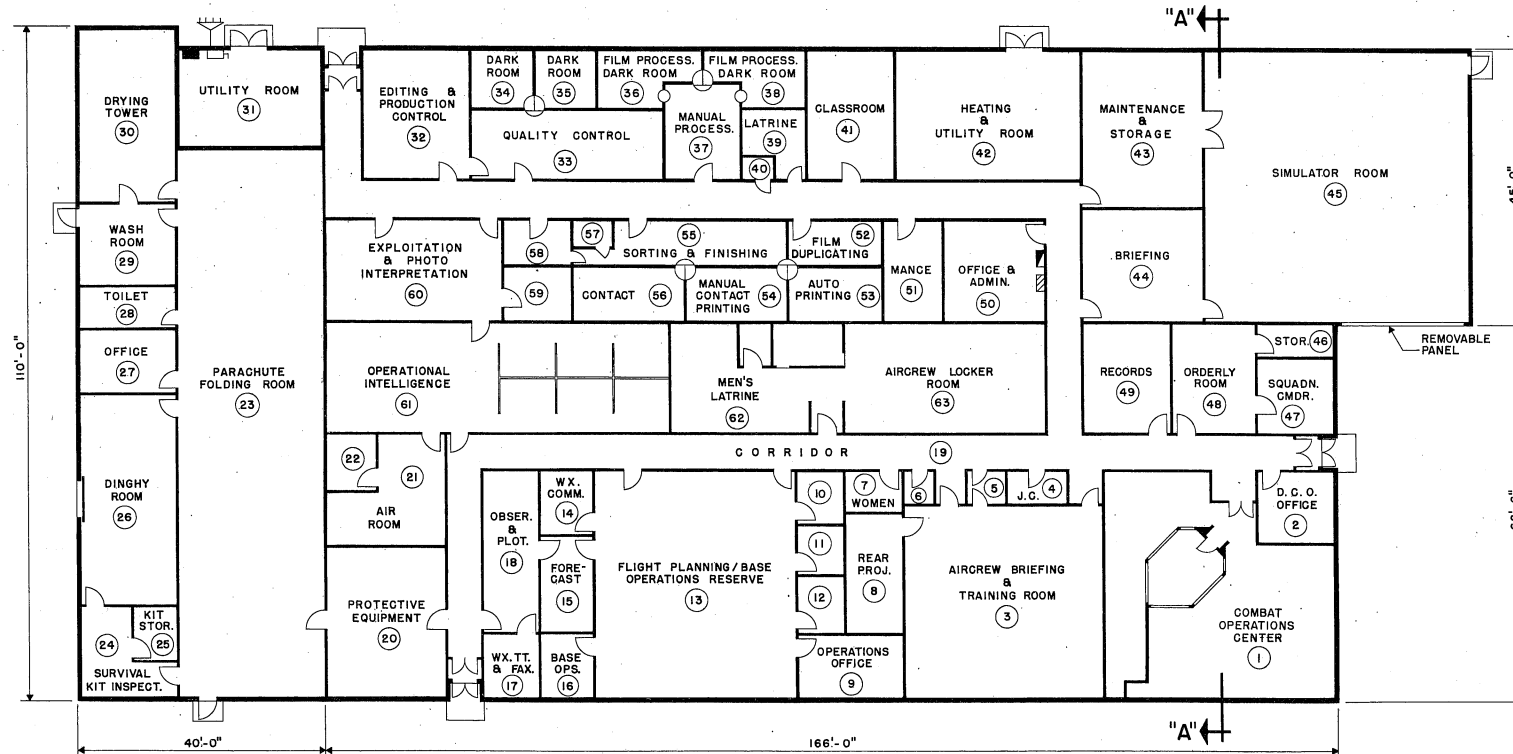 "A"
DRYING
TOWER
30
UTILITY ROOM
31
EDITING &
PRODUCTION
CONTROL
32
DARK
ROOM
34
DARK
ROOM
35
FILM PROCESS.
DARK ROOM
36
FILM PROCESS.
DARK ROOM
38
QUALITY CONTROL
33
MANUAL
PROCESS.
37
LATRINE
39
40
CLASSROOM
41
HEATING
&
UTILITY ROOM
42
MAINTENANCE
&
STORAGE
43
SIMULATOR ROOM
45
45'-0"
WASH
ROOM
29
TOILET
28
OFFICE
27
PARACHUTE
FOLDING ROOM
23
110'-0"
EXPLOITATION
& PHOTO
INTERPRETATION
60
58
57
55
SORTING & FINISHING
52
FILM
DUPLICATING
59
CONTACT 56
MANUAL
CONTACT 54
PRINTING
AUTO
PRINTING 53
MANCE
51
OFFICE &
ADMIN.
50
BRIEFING
44
REMOVABLE
PANEL
OPERATIONAL
INTELLIGENCE
61
MEN'S
LATRINE
62
AIRCREW LOCKER
ROOM
63
RECORDS
49
ORDERLY
ROOM
48
STOR. 46
SQUADN.
CMDR.
47
CORRIDOR 19
DINGHY
ROOM
26
22
21
AIR
ROOM
OBSER.
&
PLOT.
18
WX.
COMM.
14
FORE-
CAST
15
FLIGHT PLANNING/BASE
OPERATIONS RESERVE
13
10
11
12
7
WOMEN
6
5
J.C. 4
REAR
PROJ.
8
AIRCREW BRIEFING
&
TRAINING ROOM
3
D.C.O.
OFFICE
2
COMBAT
OPERATIONS
CENTER
1
PROTECTIVE
EQUIPMENT
20
KIT
STOR.
25
24
SURVIVAL
KIT INSPECT.
WX.TT.
& FAX.
17
BASE
OPS.
16
OPERATIONS
OFFICE
9
"A"
40'-0"
166'-0"